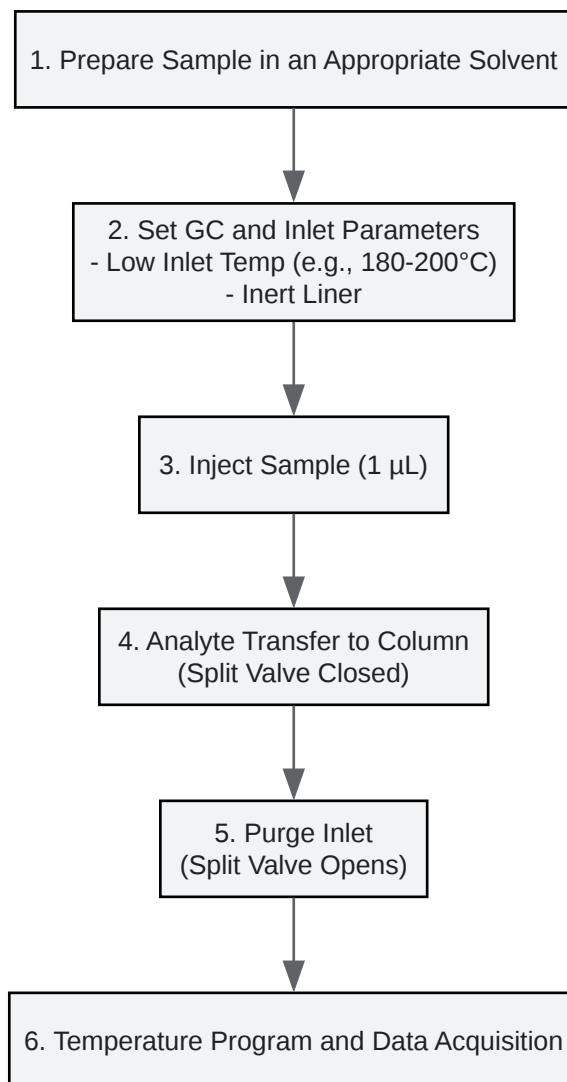 1. Prepare Sample in an Appropriate Solvent
2. Set GC and Inlet Parameters
- Low Inlet Temp (e.g., 180-200°C)
- Inert Liner
3. Inject Sample (1 µL)
4. Analyte Transfer to Column
(Split Valve Closed)
5. Purge Inlet
(Split Valve Opens)
6. Temperature Program and Data Acquisition